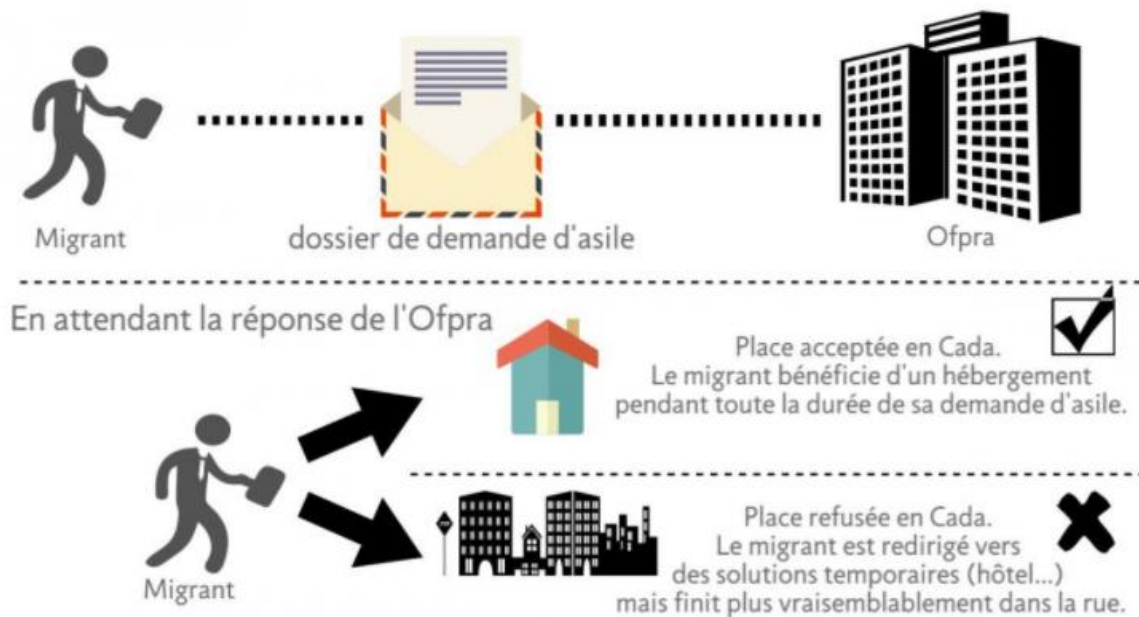 Migrant
dossier de demande d'asile
Ofpra
En attendant la réponse de l'Ofpra
Place acceptée en Cada.
Le migrant bénéficie d'un hébergement
pendant toute la durée de sa demande d'asile.
Migrant
Place refusée en Cada.
Le migrant est redirigé vers
des solutions temporaires (hôtel...)
mais finit plus vraisemblablement dans la rue.